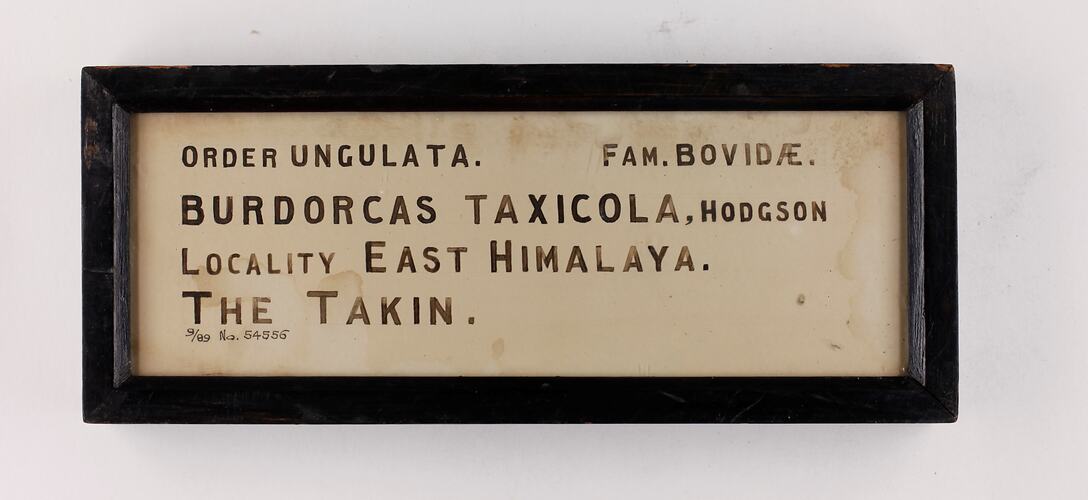 ORDER UNGULATA. FAM. BOVIDÆ.
BURDORCAS TAXICOLA, HODGSON
LOCALITY EAST HIMALAYA.
THE TAKIN.
9/89 No. 54556